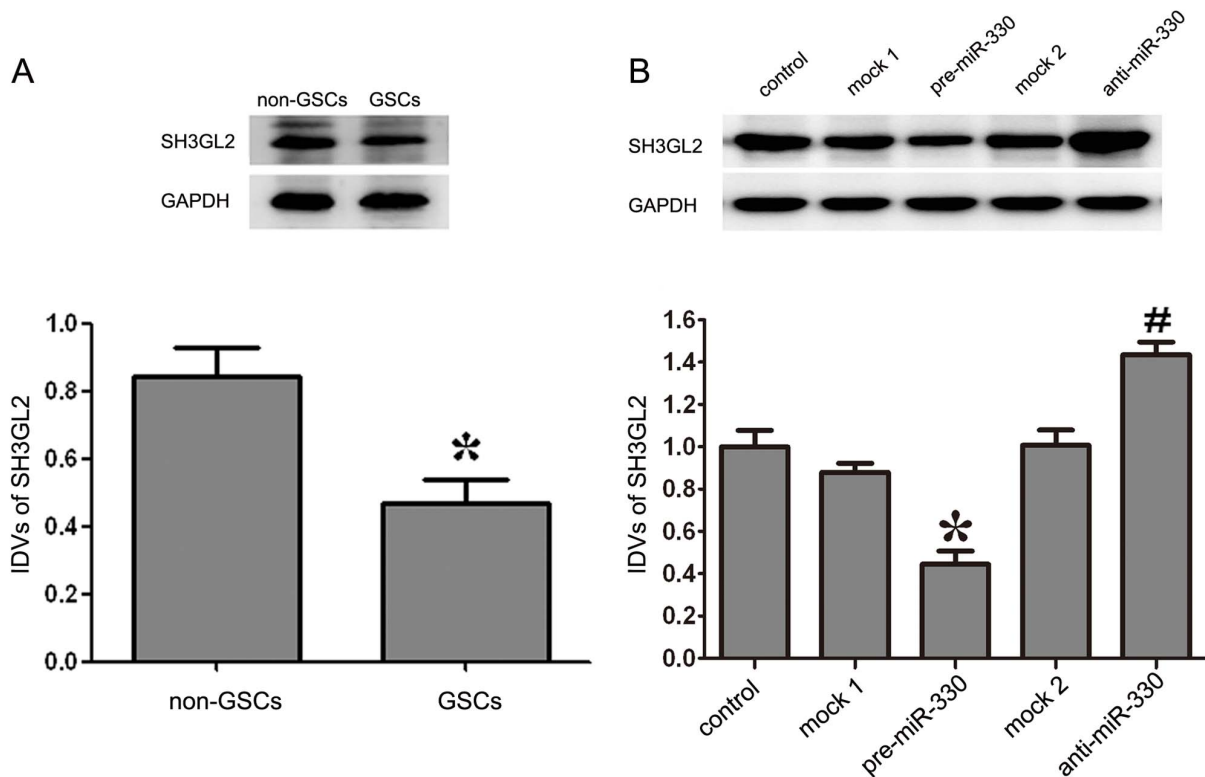 A
non-GSCs GSCs
SH3GL2
GAPDH
IDVs of SH3GL2
1.0
0.8
0.6
0.4
0.2
0.0
*
non-GSCs GSCs
B
control mock 1 pre-miR-330 mock 2 anti-miR-330
SH3GL2
GAPDH
IDVs of SH3GL2
1.6
1.4
1.2
1.0
0.8
0.6
0.4
0.2
0.0
*
#
control mock 1 pre-miR-330 mock 2 anti-miR-330